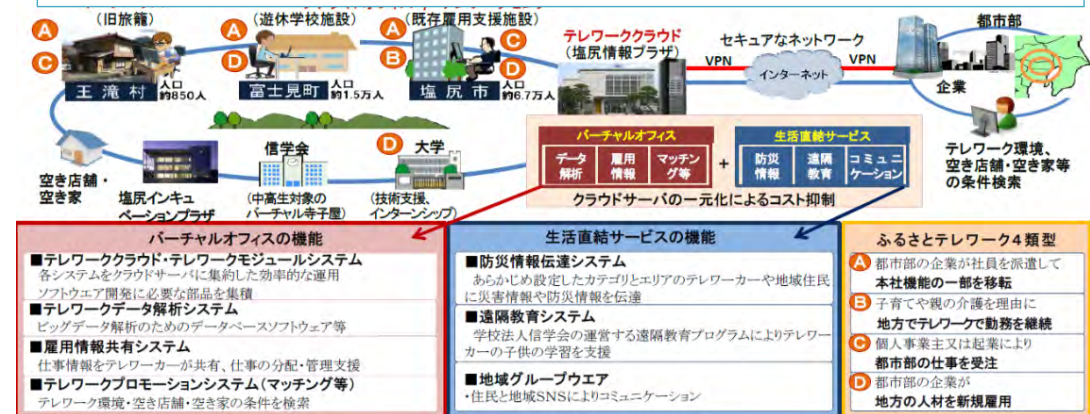 (旧旅籠)
(遊休学校施設)
(既存雇用支援施設)
A
C
A
D
A
B
C
D
王滝村
人口
約850人
富士見町
人口
約1.5万人
塩尻市
人口
約6.7万人
テレワーククラウド
(塩尻情報プラザ)
セキュアなネットワーク
VPN
インターネット
VPN
都市部
企業
テレワーク環境、
空き店舗・空き家等
の条件検索
空き店舗・
空き家
塩尻インキュ
ベーションプラザ
信学会
(中高生対象の
バーチャル寺子屋)
D 大学
(技術支援、
インターンシップ)
バーチャルオフィス
データ
解析
雇用
情報
マッチン
グ等
+
生活直結サービス
防災
情報
遠隔
教育
コミュニ
ケーション
クラウドサーバの一元化によるコスト抑制
バーチャルオフィスの機能
■テレワーククラウド・テレワークモジュールシステム
各システムをクラウドサーバに集約した効率的な運用
ソフトウエア開発に必要な部品を集積
■テレワークデータ解析システム
ビッグデータ解析のためのデータベースソフトウェア等
■雇用情報共有システム
仕事情報をテレワーカーが共有、仕事の分配・管理支援
■テレワークプロモーションシステム(マッチング等)
テレワーク環境・空き店舗・空き家の条件を検索
生活直結サービスの機能
■防災情報伝達システム
あらかじめ設定したカテゴリとエリアのテレワーカーや地域住民
に災害情報や防災情報を伝達
■遠隔教育システム
学校法人信学会の運営する遠隔教育プログラムによりテレワー
カーの子供の学習を支援
■地域グループウエア
・住民と地域SNSによりコミュニケーション
ふるさとテレワーク4類型
A 都市部の企業が社員を派遣して
本社機能の一部を移転
B 子育てや親の介護を理由に
地方でテレワークで勤務を継続
C 個人事業主又は起業により
都市部の仕事を受注
D 都市部の企業が
地方の人材を新規雇用